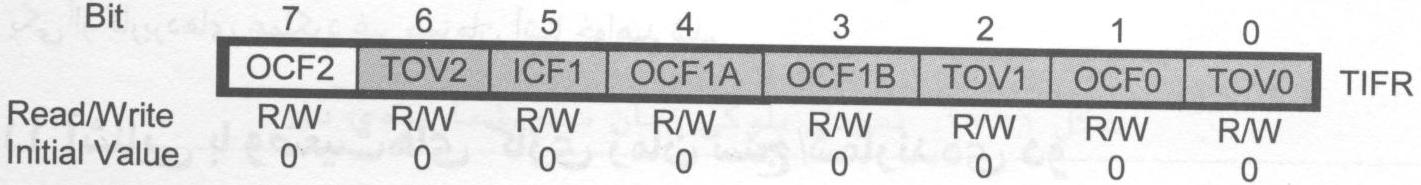 Bit 7 6 5 4 3 2 1 0
OCF2 TOV2 ICF1 OCF1A OCF1B TOV1 OCF0 TOV0 TIFR
Read/Write R/W R/W R/W R/W R/W R/W R/W R/W
Initial Value 0 0 0 0 0 0 0 0